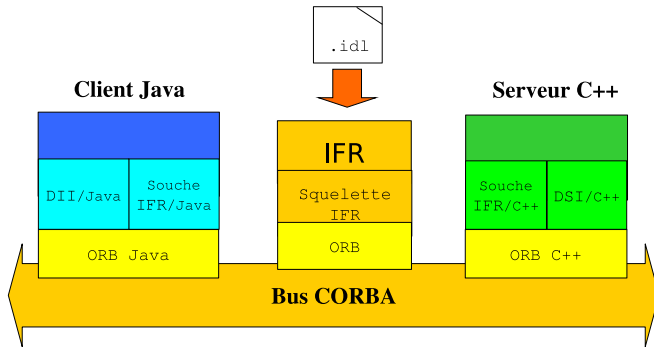 .idl
Client Java
Serveur C++
IFR
DII/Java
Souche
IFR/Java
Squelette
IFR
Souche
IFR/C++
DSI/C++
ORB Java
ORB
ORB C++
Bus CORBA